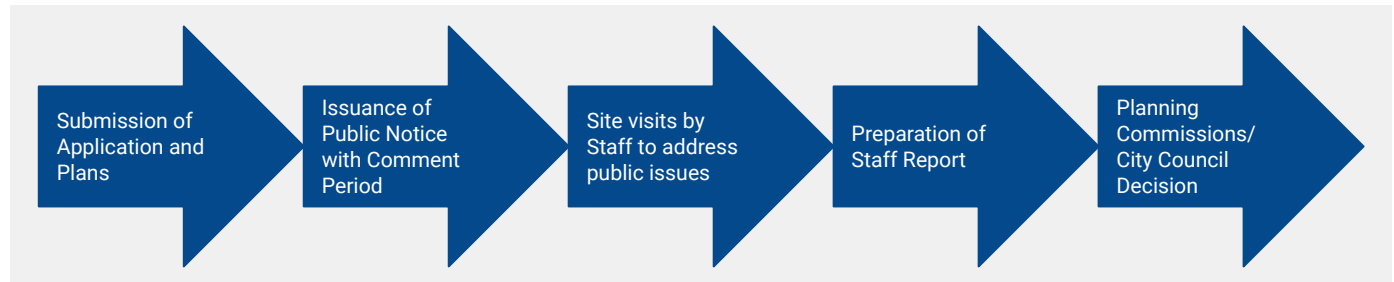 Submission of
Application and
Plans
Issuance of
Public Notice
with Comment
Period
Site visits by
Staff to address
public issues
Preparation of
Staff Report
Planning
Commissions/
City Council
Decision